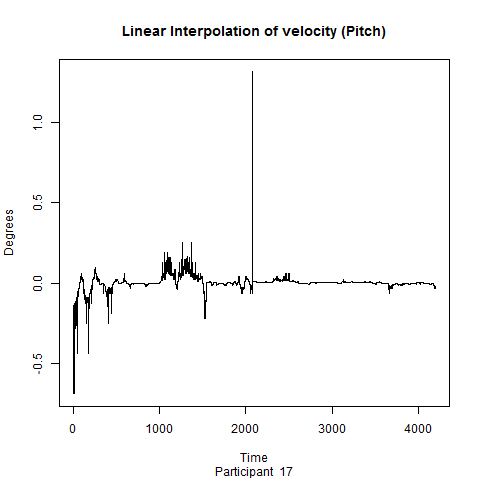 Linear Interpolation of velocity (Pitch)
Degrees
1.0
0.5
0.0
-0.5
0 1000 2000 3000 4000
Time
Participant 17